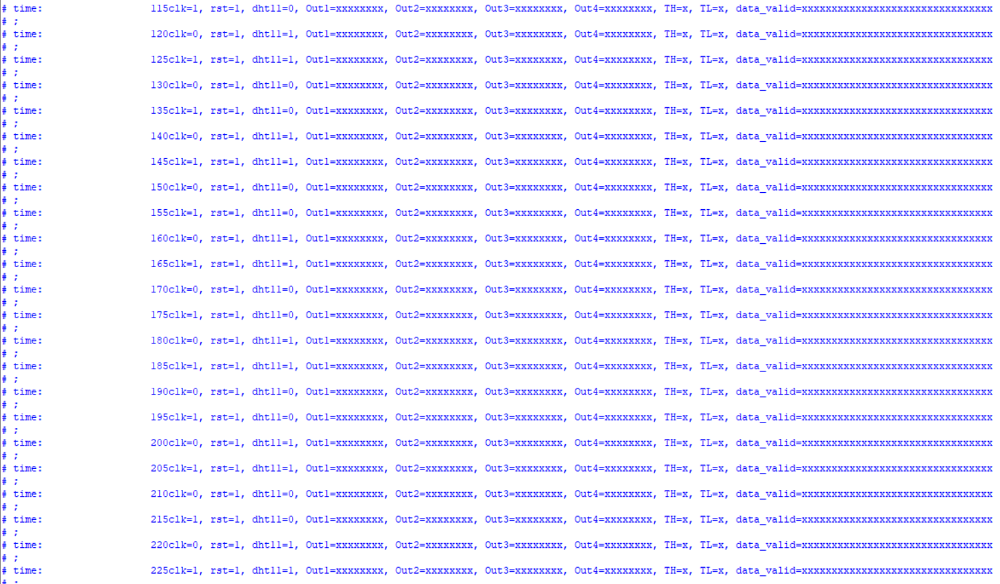 # time:                  115clk=1, rst=1, dht11=0, Out1=xxxxxxxx, Out2=xxxxxxxx, Out3=xxxxxxxx, Out4=xxxxxxxx, TH=x, TL=x, data_valid=xxxxxxxxxxxxxxxxxxxxxxxxxxxxxxxx
# ;
# time:                  120clk=0, rst=1, dht11=1, Out1=xxxxxxxx, Out2=xxxxxxxx, Out3=xxxxxxxx, Out4=xxxxxxxx, TH=x, TL=x, data_valid=xxxxxxxxxxxxxxxxxxxxxxxxxxxxxxxx
# ;
# time:                  125clk=1, rst=1, dht11=1, Out1=xxxxxxxx, Out2=xxxxxxxx, Out3=xxxxxxxx, Out4=xxxxxxxx, TH=x, TL=x, data_valid=xxxxxxxxxxxxxxxxxxxxxxxxxxxxxxxx
# ;
# time:                  130clk=0, rst=1, dht11=0, Out1=xxxxxxxx, Out2=xxxxxxxx, Out3=xxxxxxxx, Out4=xxxxxxxx, TH=x, TL=x, data_valid=xxxxxxxxxxxxxxxxxxxxxxxxxxxxxxxx
# ;
# time:                  135clk=1, rst=1, dht11=0, Out1=xxxxxxxx, Out2=xxxxxxxx, Out3=xxxxxxxx, Out4=xxxxxxxx, TH=x, TL=x, data_valid=xxxxxxxxxxxxxxxxxxxxxxxxxxxxxxxx
# ;
# time:                  140clk=0, rst=1, dht11=1, Out1=xxxxxxxx, Out2=xxxxxxxx, Out3=xxxxxxxx, Out4=xxxxxxxx, TH=x, TL=x, data_valid=xxxxxxxxxxxxxxxxxxxxxxxxxxxxxxxx
# ;
# time:                  145clk=1, rst=1, dht11=1, Out1=xxxxxxxx, Out2=xxxxxxxx, Out3=xxxxxxxx, Out4=xxxxxxxx, TH=x, TL=x, data_valid=xxxxxxxxxxxxxxxxxxxxxxxxxxxxxxxx
# ;
# time:                  150clk=0, rst=1, dht11=0, Out1=xxxxxxxx, Out2=xxxxxxxx, Out3=xxxxxxxx, Out4=xxxxxxxx, TH=x, TL=x, data_valid=xxxxxxxxxxxxxxxxxxxxxxxxxxxxxxxx
# ;
# time:                  155clk=1, rst=1, dht11=0, Out1=xxxxxxxx, Out2=xxxxxxxx, Out3=xxxxxxxx, Out4=xxxxxxxx, TH=x, TL=x, data_valid=xxxxxxxxxxxxxxxxxxxxxxxxxxxxxxxx
# ;
# time:                  160clk=0, rst=1, dht11=1, Out1=xxxxxxxx, Out2=xxxxxxxx, Out3=xxxxxxxx, Out4=xxxxxxxx, TH=x, TL=x, data_valid=xxxxxxxxxxxxxxxxxxxxxxxxxxxxxxxx
# ;
# time:                  165clk=1, rst=1, dht11=1, Out1=xxxxxxxx, Out2=xxxxxxxx, Out3=xxxxxxxx, Out4=xxxxxxxx, TH=x, TL=x, data_valid=xxxxxxxxxxxxxxxxxxxxxxxxxxxxxxxx
# ;
# time:                  170clk=0, rst=1, dht11=0, Out1=xxxxxxxx, Out2=xxxxxxxx, Out3=xxxxxxxx, Out4=xxxxxxxx, TH=x, TL=x, data_valid=xxxxxxxxxxxxxxxxxxxxxxxxxxxxxxxx
# ;
# time:                  175clk=1, rst=1, dht11=0, Out1=xxxxxxxx, Out2=xxxxxxxx, Out3=xxxxxxxx, Out4=xxxxxxxx, TH=x, TL=x, data_valid=xxxxxxxxxxxxxxxxxxxxxxxxxxxxxxxx
# ;
# time:                  180clk=0, rst=1, dht11=1, Out1=xxxxxxxx, Out2=xxxxxxxx, Out3=xxxxxxxx, Out4=xxxxxxxx, TH=x, TL=x, data_valid=xxxxxxxxxxxxxxxxxxxxxxxxxxxxxxxx
# ;
# time:                  185clk=1, rst=1, dht11=1, Out1=xxxxxxxx, Out2=xxxxxxxx, Out3=xxxxxxxx, Out4=xxxxxxxx, TH=x, TL=x, data_valid=xxxxxxxxxxxxxxxxxxxxxxxxxxxxxxxx
# ;
# time:                  190clk=0, rst=1, dht11=0, Out1=xxxxxxxx, Out2=xxxxxxxx, Out3=xxxxxxxx, Out4=xxxxxxxx, TH=x, TL=x, data_valid=xxxxxxxxxxxxxxxxxxxxxxxxxxxxxxxx
# ;
# time:                  195clk=1, rst=1, dht11=0, Out1=xxxxxxxx, Out2=xxxxxxxx, Out3=xxxxxxxx, Out4=xxxxxxxx, TH=x, TL=x, data_valid=xxxxxxxxxxxxxxxxxxxxxxxxxxxxxxxx
# ;
# time:                  200clk=0, rst=1, dht11=1, Out1=xxxxxxxx, Out2=xxxxxxxx, Out3=xxxxxxxx, Out4=xxxxxxxx, TH=x, TL=x, data_valid=xxxxxxxxxxxxxxxxxxxxxxxxxxxxxxxx
# ;
# time:                  205clk=1, rst=1, dht11=1, Out1=xxxxxxxx, Out2=xxxxxxxx, Out3=xxxxxxxx, Out4=xxxxxxxx, TH=x, TL=x, data_valid=xxxxxxxxxxxxxxxxxxxxxxxxxxxxxxxx
# ;
# time:                  210clk=0, rst=1, dht11=0, Out1=xxxxxxxx, Out2=xxxxxxxx, Out3=xxxxxxxx, Out4=xxxxxxxx, TH=x, TL=x, data_valid=xxxxxxxxxxxxxxxxxxxxxxxxxxxxxxxx
# ;
# time:                  215clk=1, rst=1, dht11=0, Out1=xxxxxxxx, Out2=xxxxxxxx, Out3=xxxxxxxx, Out4=xxxxxxxx, TH=x, TL=x, data_valid=xxxxxxxxxxxxxxxxxxxxxxxxxxxxxxxx
# ;
# time:                  220clk=0, rst=1, dht11=1, Out1=xxxxxxxx, Out2=xxxxxxxx, Out3=xxxxxxxx, Out4=xxxxxxxx, TH=x, TL=x, data_valid=xxxxxxxxxxxxxxxxxxxxxxxxxxxxxxxx
# ;
# time:                  225clk=1, rst=1, dht11=1, Out1=xxxxxxxx, Out2=xxxxxxxx, Out3=xxxxxxxx, Out4=xxxxxxxx, TH=x, TL=x, data_valid=xxxxxxxxxxxxxxxxxxxxxxxxxxxxxxxx
# ;